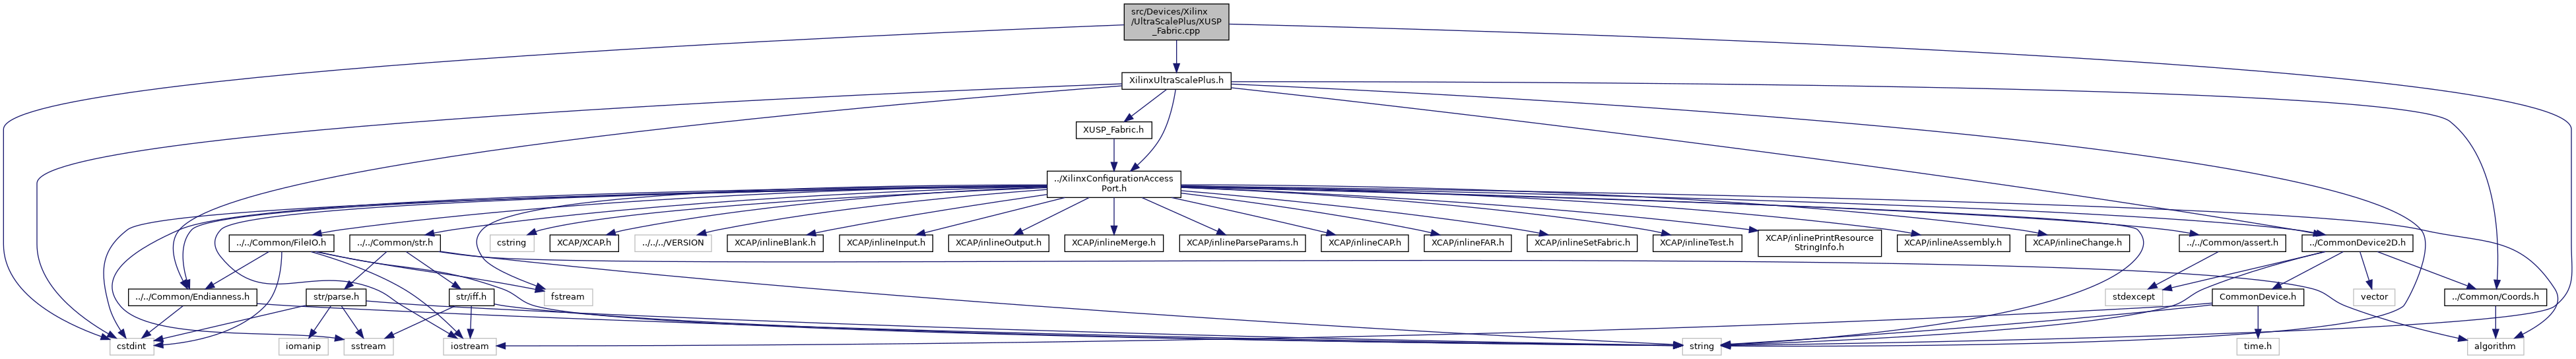 src/Devices/Xilinx
/UltraScalePlus/XUSP
_Fabric.cpp
XilinxUltraScalePlus.h
XUSP_Fabric.h
../XilinxConfigurationAccess
Port.h
../../Common/FileIO.h
../../Common/str.h
cstring
XCAP/XCAP.h
../../../VERSION
XCAP/inlineBlank.h
XCAP/inlineInput.h
XCAP/inlineOutput.h
XCAP/inlineMerge.h
XCAP/inlineParseParams.h
XCAP/inlineCAP.h
XCAP/inlineFAR.h
XCAP/inlineSetFabric.h
XCAP/inlineTest.h
XCAP/inlinePrintResource
StringInfo.h
XCAP/inlineAssembly.h
XCAP/inlineChange.h
../../Common/assert.h
../CommonDevice2D.h
../../Common/Endianness.h
str/parse.h
str/iff.h
fstream
stdexcept
CommonDevice.h
vector
../Common/Coords.h
cstdint
iomanip
sstream
iostream
string
time.h
algorithm